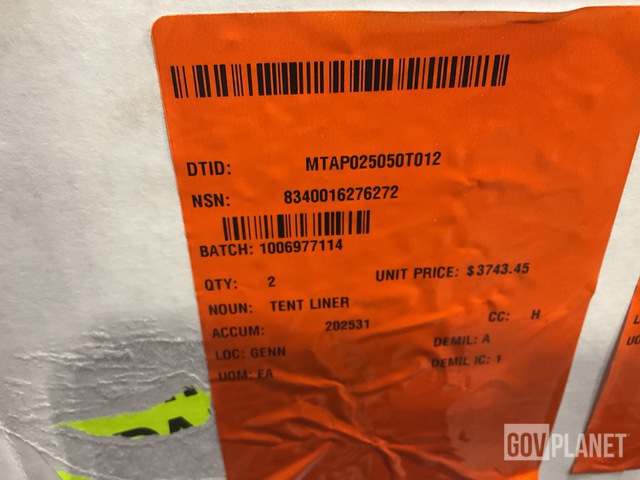 DTID: MTAP025050T012
NSN: 8340016276272
BATCH: 1006977114
QTY: 2 UNIT PRICE: $3743.45
NOUN: TENT LINER
ACCUM: 202531 CC: H
LOC: GENN DEMIL: A
UOM: EA DEMIL IC: 1
GOVPLANET